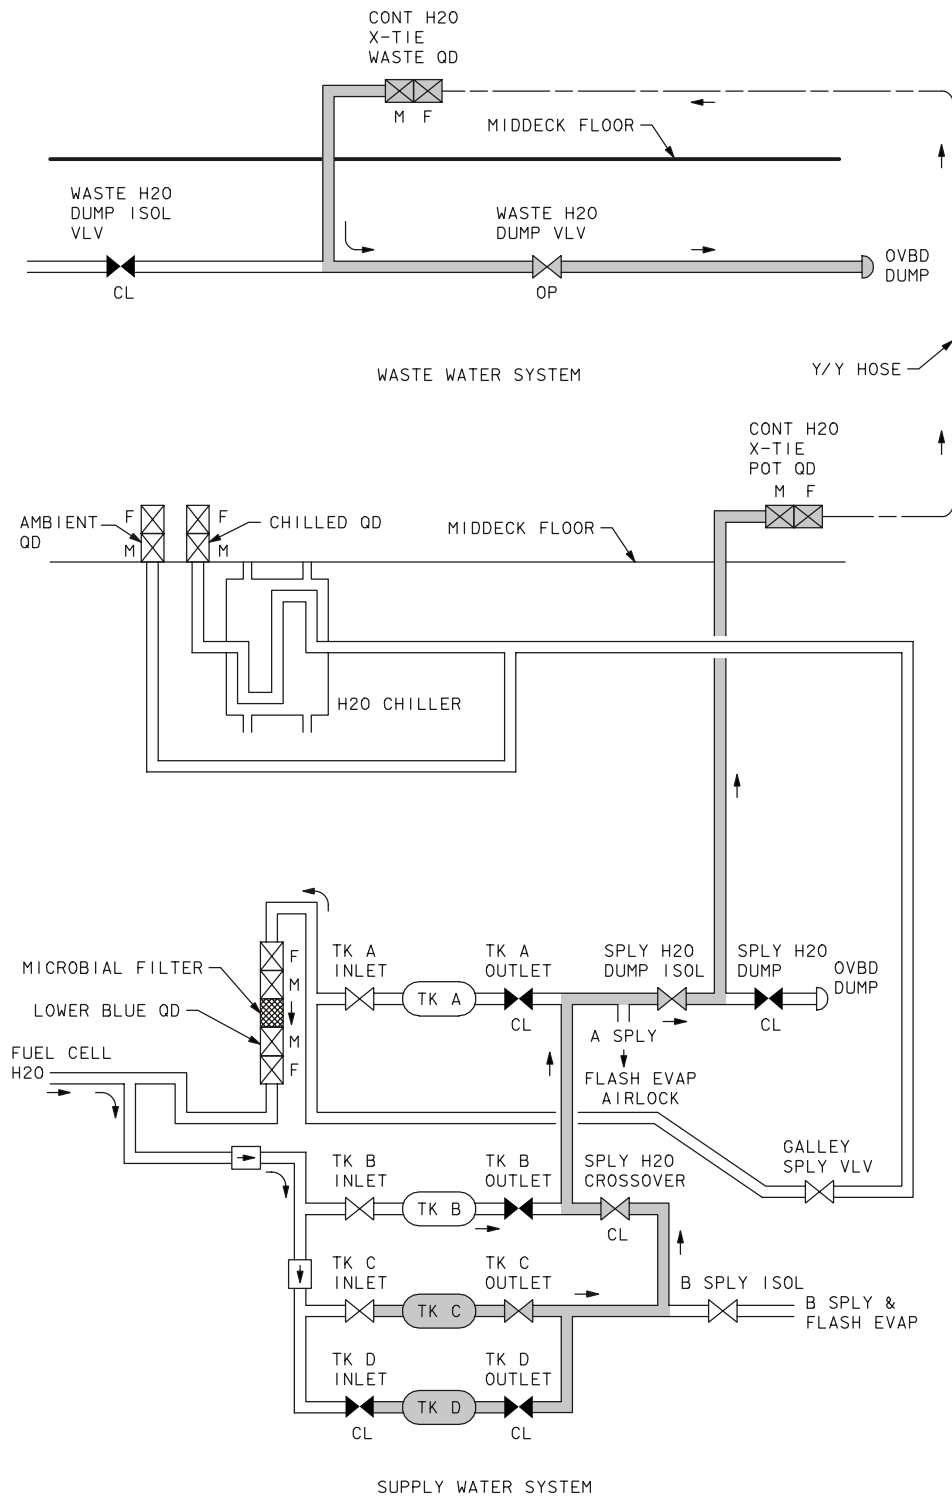 CONT H2O
X-TIE
WASTE QD
M F
MIDDECK FLOOR
WASTE H2O
DUMP ISOL
VLV
CL
WASTE H2O
DUMP VLV
OP
OVBD
DUMP
WASTE WATER SYSTEM
Y/Y HOSE
CONT H2O
X-TIE
POT QD
M F
AMBIENT
QD
F
M
F
M
CHILLED QD
MIDDECK FLOOR
H2O CHILLER
MICROBIAL FILTER
LOWER BLUE QD
F
M
M
F
FUEL CELL
H2O
TK A
INLET
TK A
TK A
OUTLET
CL
SPLY H2O
DUMP ISOL
SPLY H2O
DUMP
CL
OVBD
DUMP
A SPLY
FLASH EVAP
AIRLOCK
TK B
INLET
TK B
TK B
OUTLET
SPLY H2O
CROSSOVER
CL
GALLEY
SPLY VLV
TK C
INLET
TK C
TK C
OUTLET
B SPLY ISOL
B SPLY &
FLASH EVAP
TK D
INLET
CL
TK D
TK D
OUTLET
CL
SUPPLY WATER SYSTEM